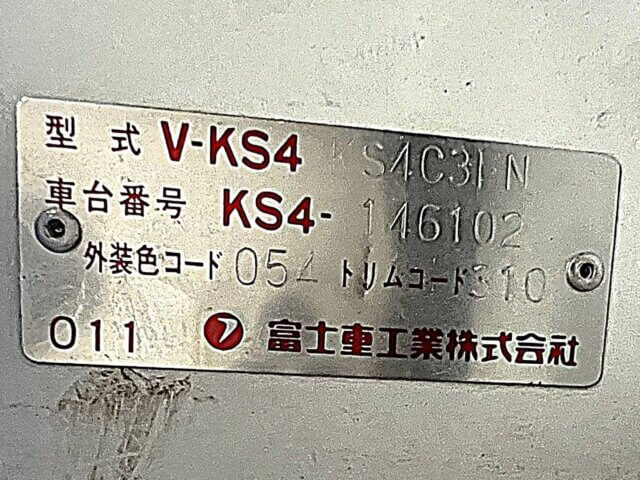 型式 V-KS4 KS4C3FN
車台番号 KS4-146102
外装色コード 054 トリムコード 310
011 富士重工業株式会社